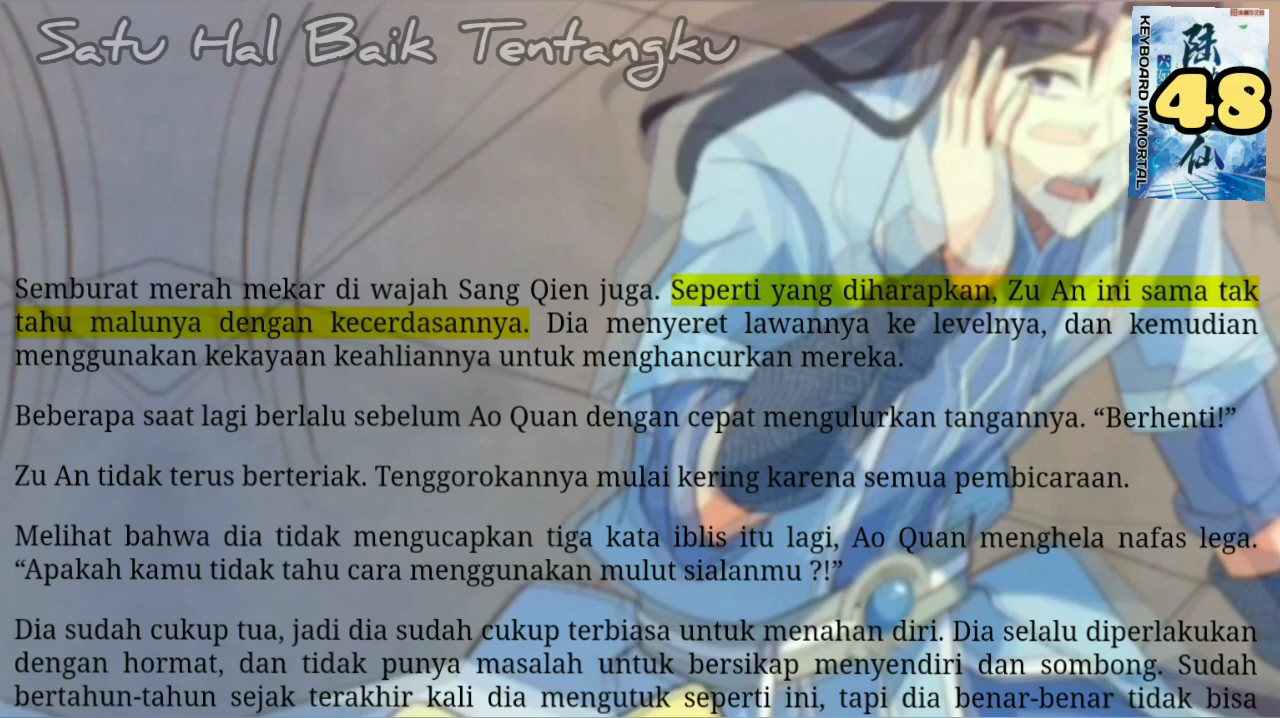 Satu Hal Baik Tentangku
KEYBOARD IMMORTAL
48
仙
Semburat merah mekar di wajah Sang Qien juga. Seperti yang diharapkan, Zu An ini sama tak
tahu malunya dengan kecerdasannya. Dia menyeret lawannya ke levelnya, dan kemudian
menggunakan kekayaan keahliannya untuk menghancurkan mereka.
Beberapa saat lagi berlalu sebelum Ao Quan dengan cepat mengulurkan tangannya. “Berhenti!”
Zu An tidak terus berteriak. Tenggorokannya mulai kering karena semua pembicaraan.
Melihat bahwa dia tidak mengucapkan tiga kata iblis itu lagi, Ao Quan menghela nafas lega.
“Apakah kamu tidak tahu cara menggunakan mulut sialanmu ?!”
Dia sudah cukup tua, jadi dia sudah cukup terbiasa untuk menahan diri. Dia selalu diperlakukan
dengan hormat, dan tidak punya masalah untuk bersikap menyendiri dan sombong. Sudah
bertahun-tahun sejak terakhir kali dia mengutuk seperti ini, tapi dia benar-benar tidak bisa